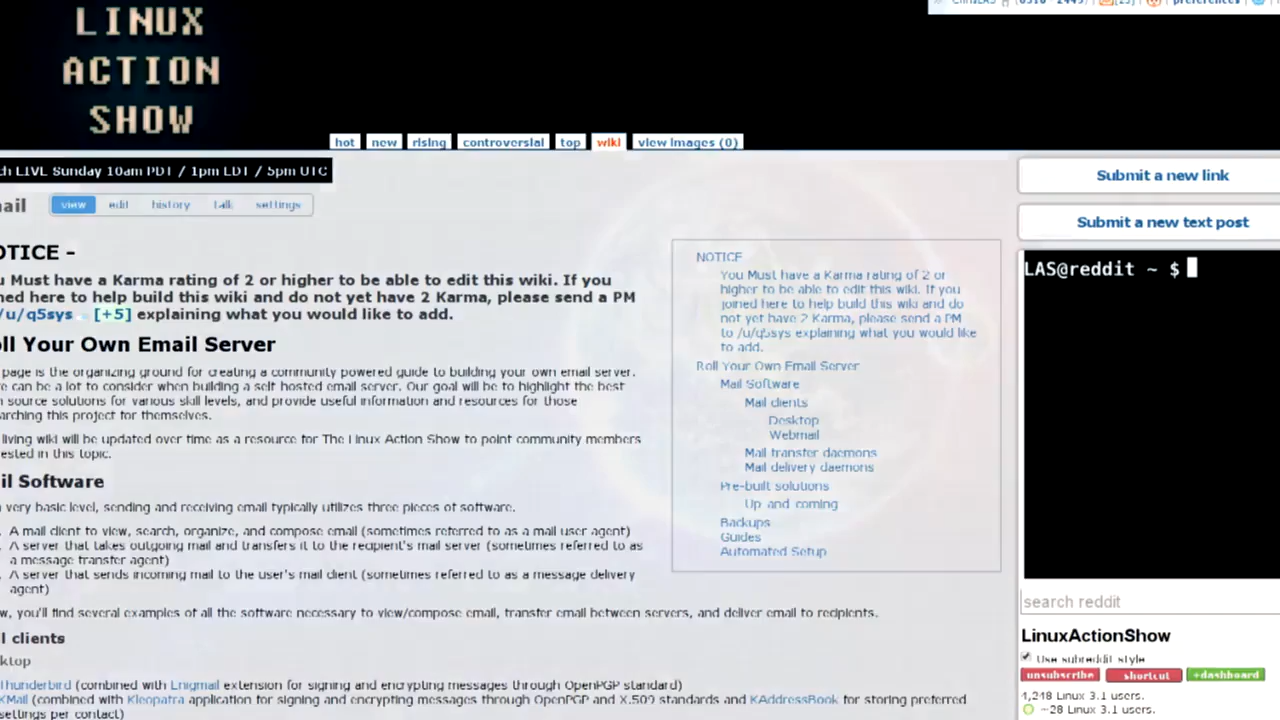 preferences
LINUX
ACTION
SHOW
hot new rising controversial top wiki view images (0)
ch LIVE Sunday 10am PDT / 1pm EDT / 5pm UTC
Submit a new link
ail view edit history talk settings
Submit a new text post
OTICE -
u Must have a Karma rating of 2 or higher to be able to edit this wiki. If you
ned here to help build this wiki and do not yet have 2 Karma, please send a PM
/u/q5sys [+5] explaining what you would like to add.
oll Your Own Email Server
page is the organizing ground for creating a community powered guide to building your own email server.
re can be a lot to consider when building a self hosted email server. Our goal will be to highlight the best
n source solutions for various skill levels, and provide useful information and resources for those
arching this project for themselves.
living wiki will be updated over time as a resource for The Linux Action Show to point community members
ested in this topic.
il Software
very basic level, sending and receiving email typically utilizes three pieces of software.
A mail client to view, search, organize, and compose email (sometimes referred to as a mail user agent)
A server that takes outgoing mail and transfers it to the recipient's mail server (sometimes referred to as
a message transfer agent)
A server that sends incoming mail to the user's mail client (sometimes referred to as a message delivery
agent)
w, you'll find several examples of all the software necessary to view/compose email, transfer email between servers, and deliver email to recipients.
l clients
ktop
Thunderbird (combined with Enigmail extension for signing and encrypting messages through OpenPGP standard)
KMail (combined with Kleopatra application for signing and encrypting messages through OpenPGP and X.509 standards and KAddressBook for storing preferred
settings per contact)
NOTICE
You Must have a Karma rating of 2 or
higher to be able to edit this wiki. If you
joined here to help build this wiki and do
not yet have 2 Karma, please send a PM
to /u/q5sys explaining what you would like
to add.
Roll Your Own Email Server
Mail Software
Mail clients
Desktop
Webmail
Mail transfer daemons
Mail delivery daemons
Pre-built solutions
Up and coming
Backups
Guides
Automated Setup
LAS@reddit ~ $
search reddit
LinuxActionShow
Use subreddit style
unsubscribe shortcut +dashboard
4,248 Linux 3.1 users.
~28 Linux 3.1 users.